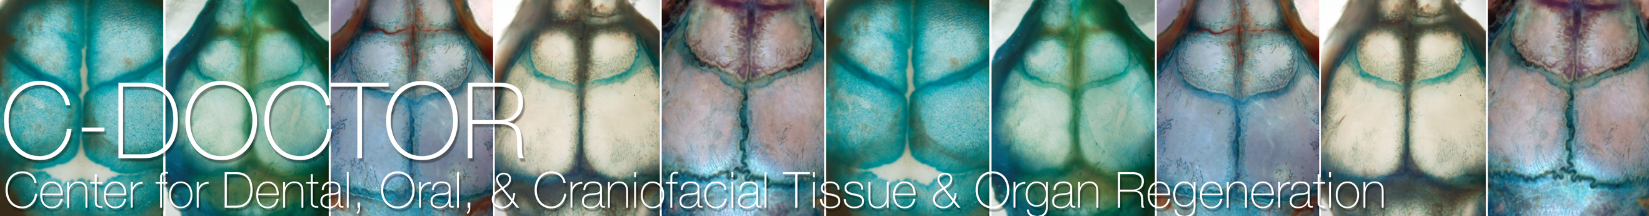 C-DOCTOR
Center for Dental, Oral, & Craniofacial Tissue & Organ Regeneration